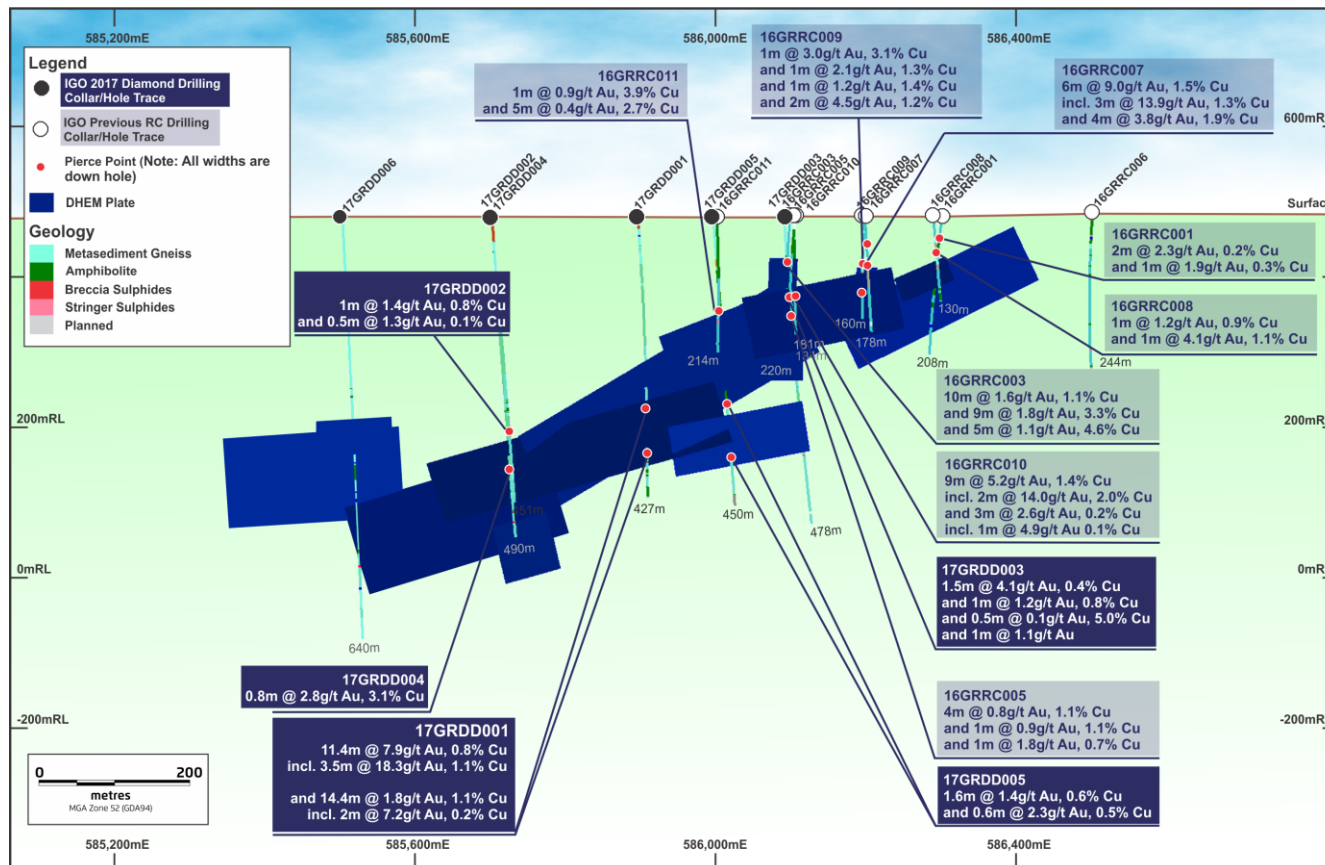 585,200mE
585,600mE
586,000mE
586,400mE
Legend
IGO 2017 Diamond Drilling
Collar/Hole Trace
IGO Previous RC Drilling
Collar/Hole Trace
Pierce Point (Note: All widths are
down hole)
DHEM Plate
Geology
Metasediment Gneiss
Amphibolite
Breccia Sulphides
Stringer Sulphides
Planned
16GRRC011
1m @ 0.9g/t Au, 3.9% Cu
and 5m @ 0.4g/t Au, 2.7% Cu
16GRRC009
1m @ 3.0g/t Au, 3.1% Cu
and 1m @ 2.1g/t Au, 1.3% Cu
and 1m @ 1.2g/t Au, 1.4% Cu
and 2m @ 4.5g/t Au, 1.2% Cu
16GRRC007
6m @ 9.0g/t Au, 1.5% Cu
incl. 3m @ 13.9g/t Au, 1.3% Cu
and 4m @ 3.8g/t Au, 1.9% Cu
600mRL
17GRDD006
17GRDD002
17GRDD004
17GRDD001
17GRDD005
16GRRC011
17GRDD003
16GRRC003
16GRRC005
16GRRC010
16GRRC009
16GRRC007
16GRRC008
16GRRC001
16GRRC006
Surfac
16GRRC001
2m @ 2.3g/t Au, 0.2% Cu
and 1m @ 1.9g/t Au, 0.3% Cu
17GRDD002
1m @ 1.4g/t Au, 0.8% Cu
and 0.5m @ 1.3g/t Au, 0.1% Cu
16GRRC008
1m @ 1.2g/t Au, 0.9% Cu
and 1m @ 4.1g/t Au, 1.1% Cu
130m
160m
178m
181m
214m
220m
208m
244m
16GRRC003
10m @ 1.6g/t Au, 1.1% Cu
and 9m @ 1.8g/t Au, 3.3% Cu
and 5m @ 1.1g/t Au, 4.6% Cu
200mRL
200mRL
16GRRC010
9m @ 5.2g/t Au, 1.4% Cu
incl. 2m @ 14.0g/t Au, 2.0% Cu
and 3m @ 2.6g/t Au, 0.2% Cu
incl. 1m @ 4.9g/t Au 0.1% Cu
451m
427m
450m
478m
490m
0mRL
0mR
17GRDD003
1.5m @ 4.1g/t Au, 0.4% Cu
and 1m @ 1.2g/t Au, 0.8% Cu
and 0.5m @ 0.1g/t Au, 5.0% Cu
and 1m @ 1.1g/t Au
640m
17GRDD004
0.8m @ 2.8g/t Au, 3.1% Cu
16GRRC005
4m @ 0.8g/t Au, 1.1% Cu
and 1m @ 0.9g/t Au, 1.1% Cu
and 1m @ 1.8g/t Au, 0.7% Cu
-200mRL
-200mRL
17GRDD001
11.4m @ 7.9g/t Au, 0.8% Cu
incl. 3.5m @ 18.3g/t Au, 1.1% Cu
and 14.4m @ 1.8g/t Au, 1.1% Cu
incl. 2m @ 7.2g/t Au, 0.2% Cu
17GRDD005
1.6m @ 1.4g/t Au, 0.6% Cu
and 0.6m @ 2.3g/t Au, 0.5% Cu
0 200
metres
MGA Zone 52 (GDA94)
585,200mE
585,600mE
586,000mE
586,400mE